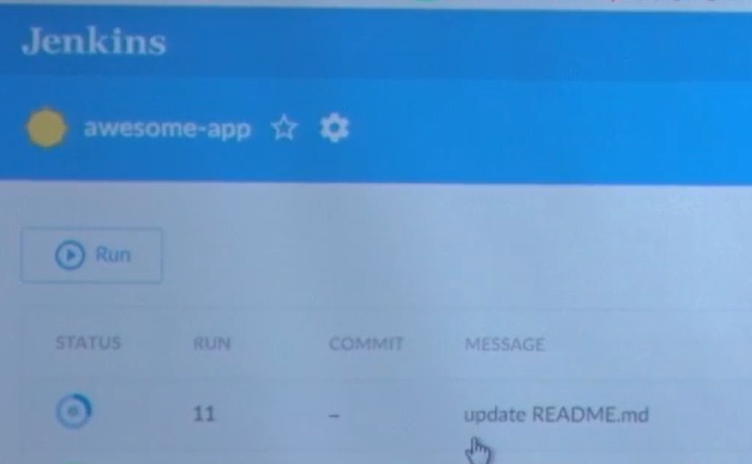 Jenkins
awesome-app
Run
STATUS RUN COMMIT MESSAGE
11 – update README.md